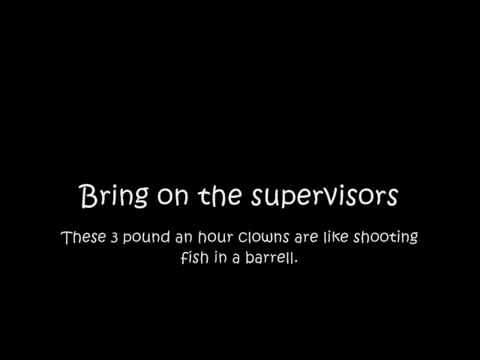 Bring on the supervisors
These 3 pound an hour clowns are like shooting
fish in a barrell.